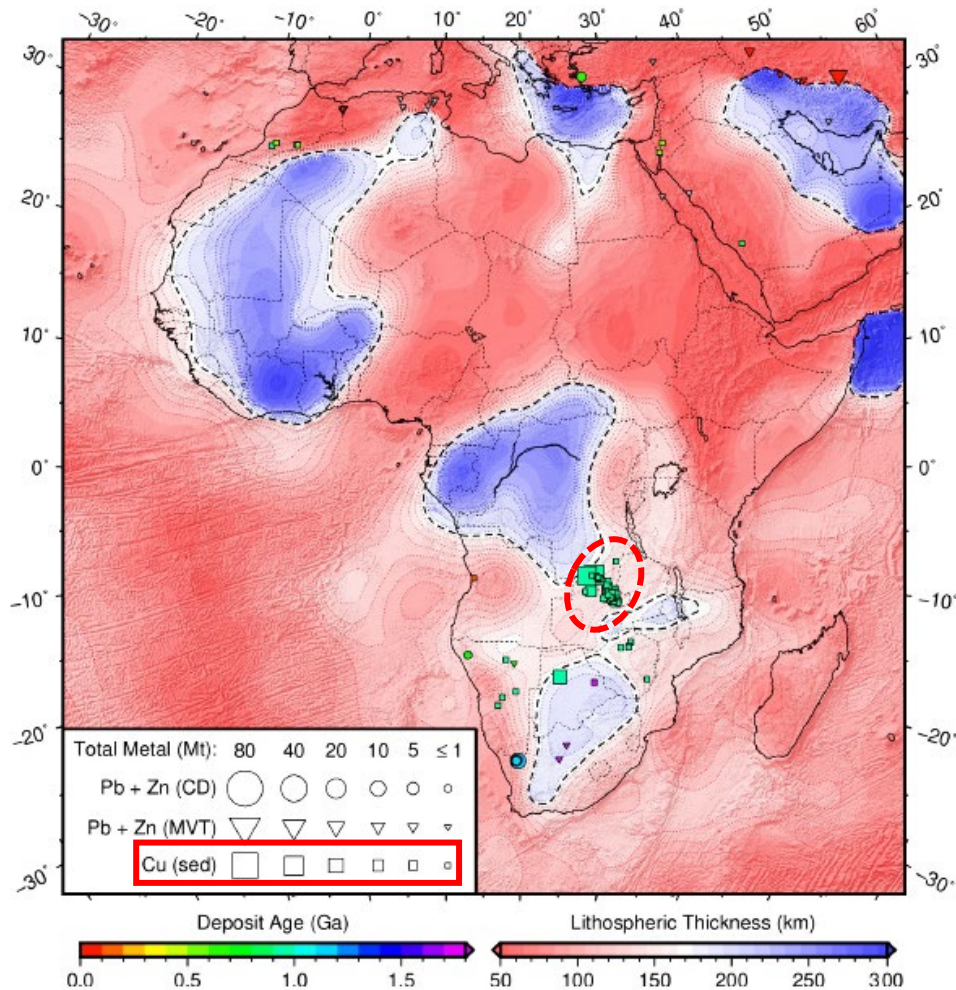 −30° −20° −10° 0° 10° 20° 30° 40° 50° 60°
30° 30°
20° 20°
10° 10°
0° 0°
−10° −10°
−20° −20°
−30° −30°
Total Metal (Mt): 80 40 20 10 5 ≤ 1
Pb + Zn (CD)
Pb + Zn (MVT)
Cu (sed)
Deposit Age (Ga) Lithospheric Thickness (km)
0.0 0.5 1.0 1.5 50 100 150 200 250 300